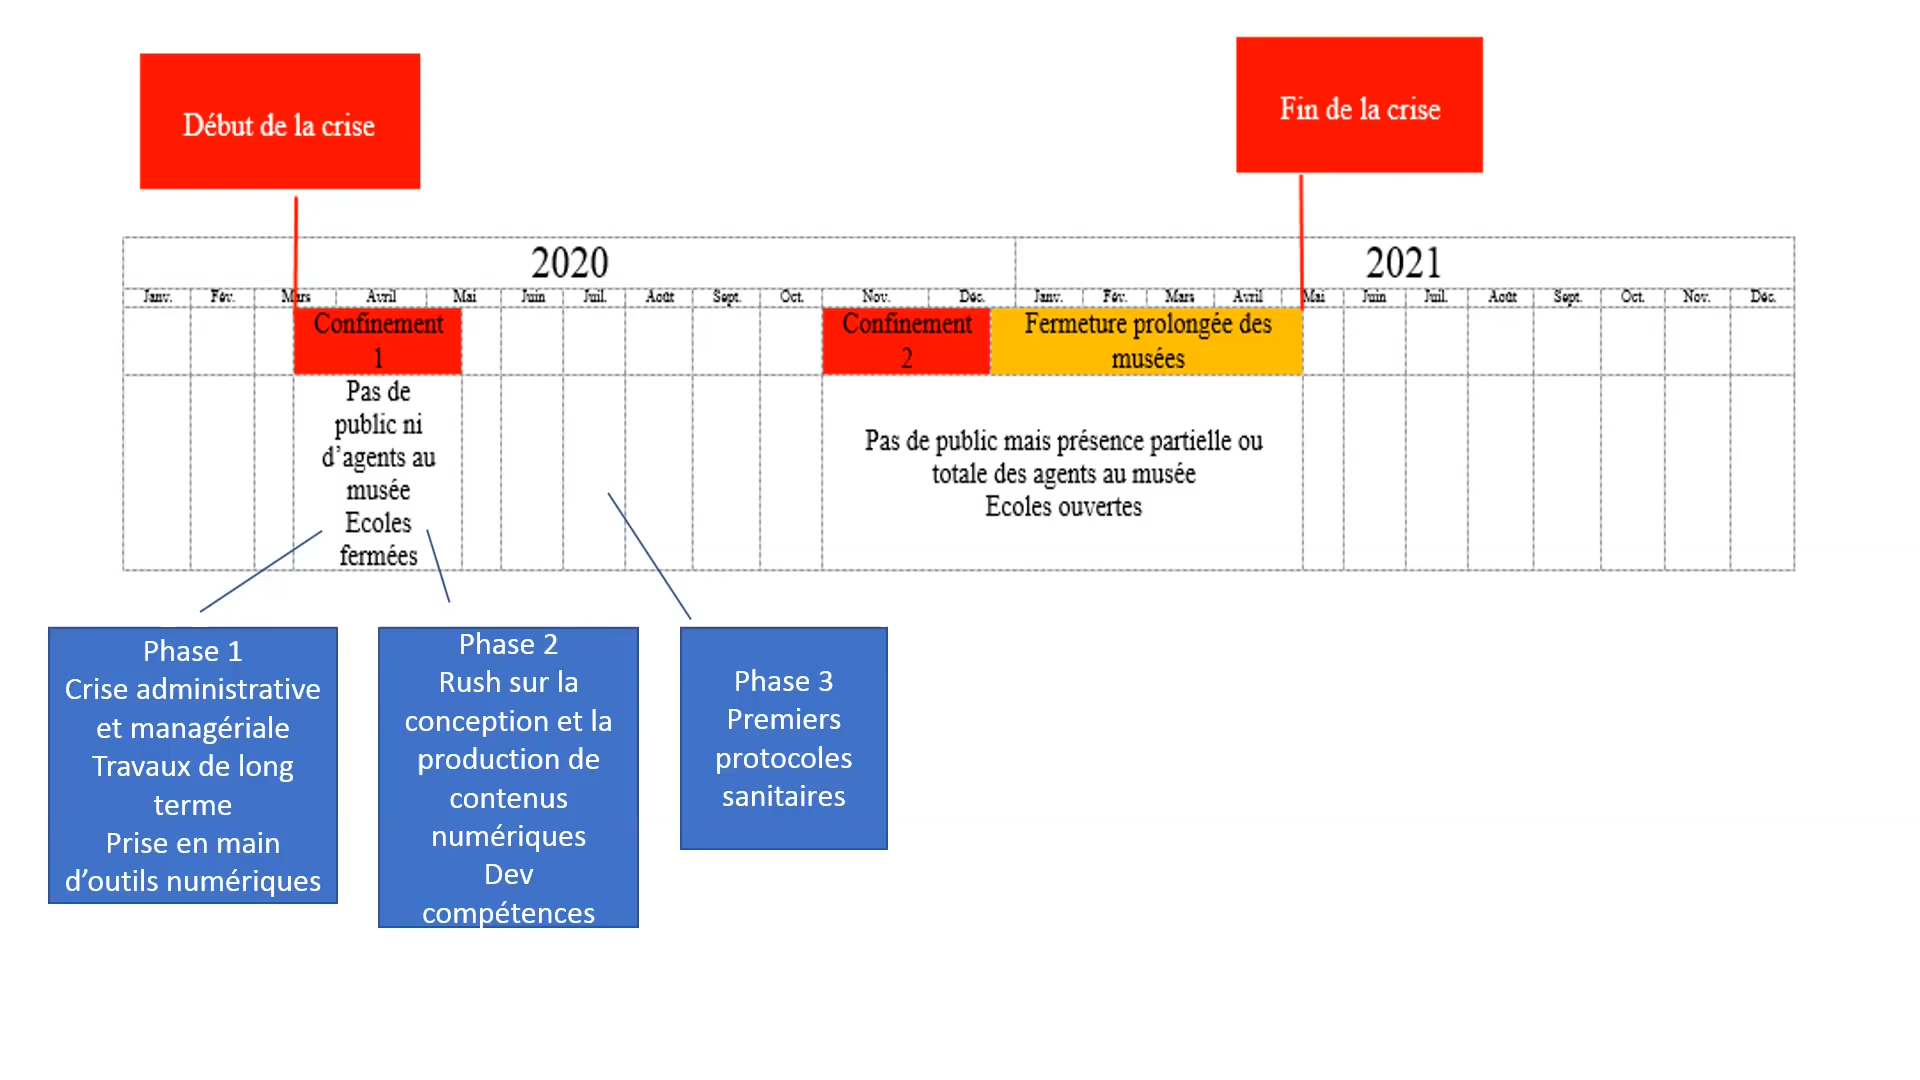 Début de la crise
Fin de la crise
2020
2021
Janv. Fév. Mars Avril Mai Juin Juil. Août Sept. Oct. Nov. Déc. Janv. Fév. Mars Avril Mai Juin Juil. Août Sept. Oct. Nov. Déc.
Confinement
1
Confinement
2
Fermeture prolongée des
musées
Pas de
public ni
d’agents au
musée
Ecoles
fermées
Pas de public mais présence partielle ou
totale des agents au musée
Ecoles ouvertes
Phase 1
Crise administrative
et managériale
Travaux de long
terme
Prise en main
d’outils numériques
Phase 2
Rush sur la
conception et la
production de
contenus
numériques
Dev
compétences
Phase 3
Premiers
protocoles
sanitaires